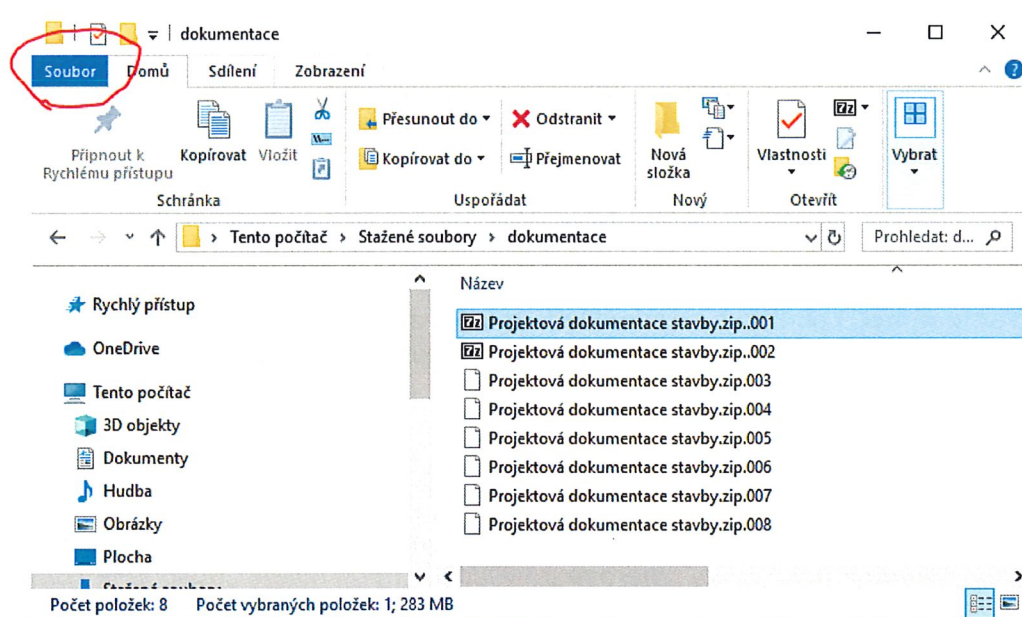 dokumentace
Soubor Domů Sdílení Zobrazení
Připnout k Rychlému přístupu
Kopírovat
Vložit
Schránka
Přesunout do
Kopírovat do
Odstranit
Přejmenovat
Uspořádat
Nová složka
Nový
Vlastnosti
Otevřít
Vybrat
Tento počítač > Stažené soubory > dokumentace
Prohledat: d...
Rychlý přístup
OneDrive
Tento počítač
3D objekty
Dokumenty
Hudba
Obrázky
Plocha
Název
Projektová dokumentace stavby.zip..001
Projektová dokumentace stavby.zip..002
Projektová dokumentace stavby.zip.003
Projektová dokumentace stavby.zip.004
Projektová dokumentace stavby.zip.005
Projektová dokumentace stavby.zip.006
Projektová dokumentace stavby.zip.007
Projektová dokumentace stavby.zip.008
Počet položek: 8 Počet vybraných položek: 1; 283 MB